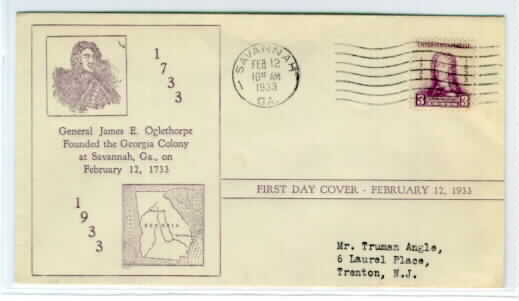 1
7
3
3
General James E. Oglethorpe
Founded the Georgia Colony
at Savannah, Ga., on
February 12, 1733
1
9
3
3
GEORGIA
SAVANNAH
FEB 12
10 AM
1933
GA.
3 3
FIRST DAY COVER - FEBRUARY 12, 1933
Mr. Truman Angle,
6 Laurel Place,
Trenton, N.J.